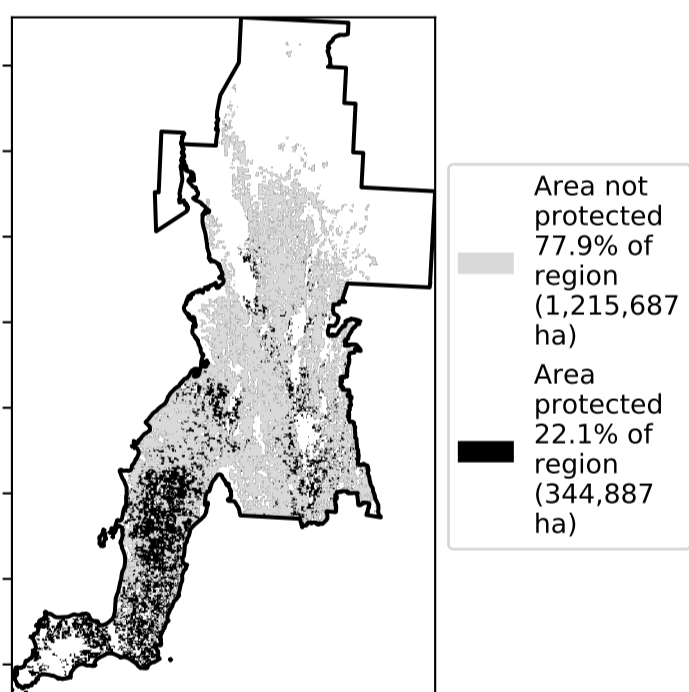 Area not
protected
77.9% of
region
(1,215,687
ha)
Area
protected
22.1% of
region
(344,887
ha)